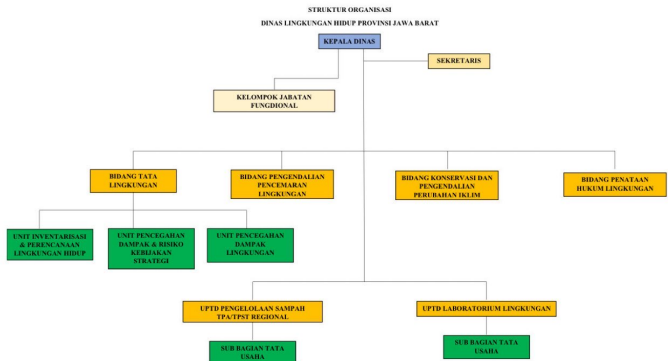 STRUKTUR ORGANISASI
DINAS LINGKUNGAN HIDUP PROVINSI JAWA BARAT
KEPALA DINAS
SEKRETARIS
KELOMPOK JABATAN
FUNGDIONAL
BIDANG TATA
LINGKUNGAN
BIDANG PENGENDALIAN
PENCEMARAN
LINGKUNGAN
BIDANG KONSERVASI DAN
PENGENDALIAN
PERUBAHAN IKLIM
BIDANG PENATAAN
HUKUM LINGKUNGAN
UNIT INVENTARISASI
& PERENCANAAN
LINGKUNGAN HIDUP
UNIT PENCEGAHAN
DAMPAK & RISIKO
KEBIJAKAN
STRATEGI
UNIT PENCEGAHAN
DAMPAK
LINGKUNGAN
UPTD PENGELOLAAN SAMPAH
TPA/TPST REGIONAL
UPTD LABORATORIUM LINGKUNGAN
SUB BAGIAN TATA
USAHA
SUB BAGIAN TATA
USAHA